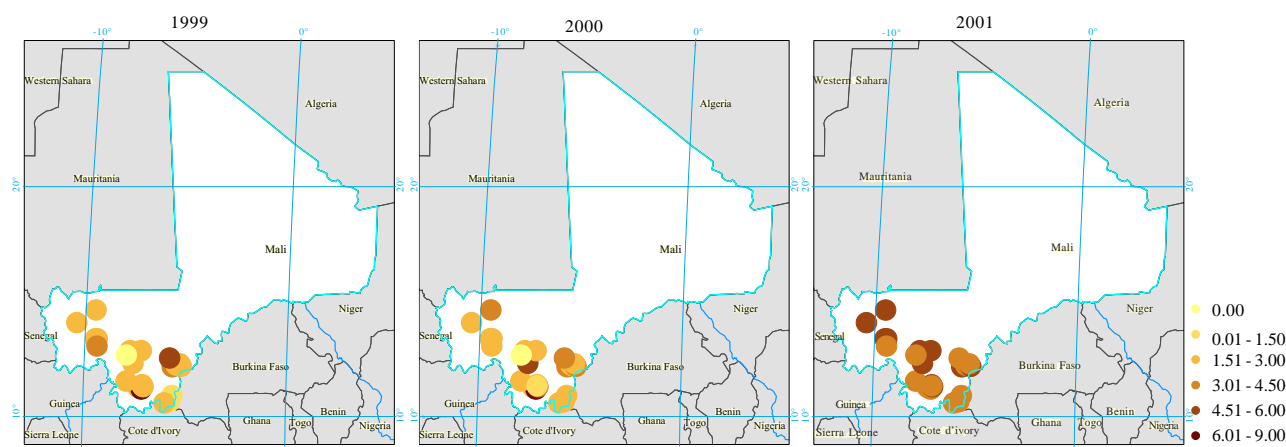 1999
2000
2001
-10°
0°
-10°
0°
-10°
0°
Western Sahara
Algeria
Mauritania
20°
Mali
Niger
Senegal
Burkina Faso
Guinea
Benin
10°
Ghana
Togo
Sierra Leone
Cote d'Ivory
Nigeria
Western Sahara
Algeria
Mauritania
20°
Mali
Niger
Senegal
Burkina Faso
Guinea
Benin
10°
Ghana
Togo
Sierra Leone
Cote d'Ivory
Nigeria
Western Sahara
Algeria
Mauritania
20°
20°
Mali
Niger
Senegal
Burkina Faso
Guinea
Benin
10°
10°
Ghana
Togo
Sierra Leone
Cote d'ivory
Nigeria
0.00
0.01 - 1.50
1.51 - 3.00
3.01 - 4.50
4.51 - 6.00
6.01 - 9.00